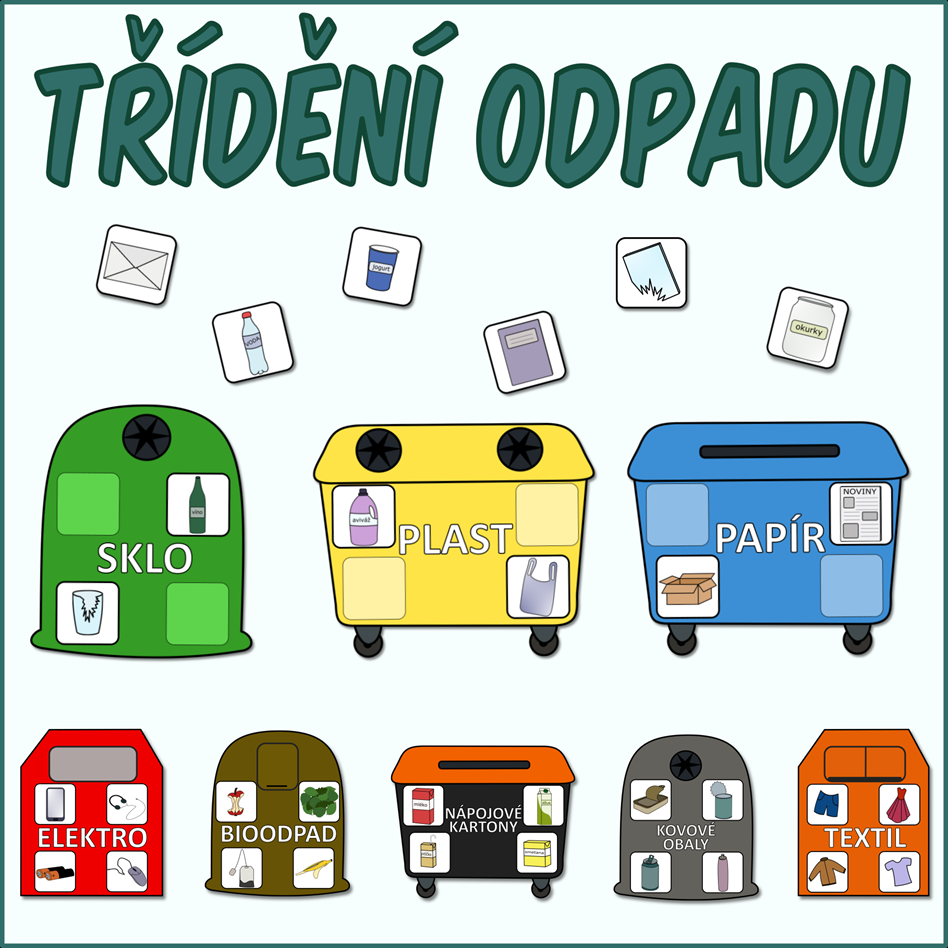 TŘÍDĚNÍ ODPADU
jogurt
VODA
okurky
víno
SKLO
aviváž
PLAST
NOVINY
PAPÍR
ELEKTRO
BIOODPAD
mléko
NÁPOJOVÉ
KARTONY
smetana
KOVOVÉ
OBALY
TEXTIL